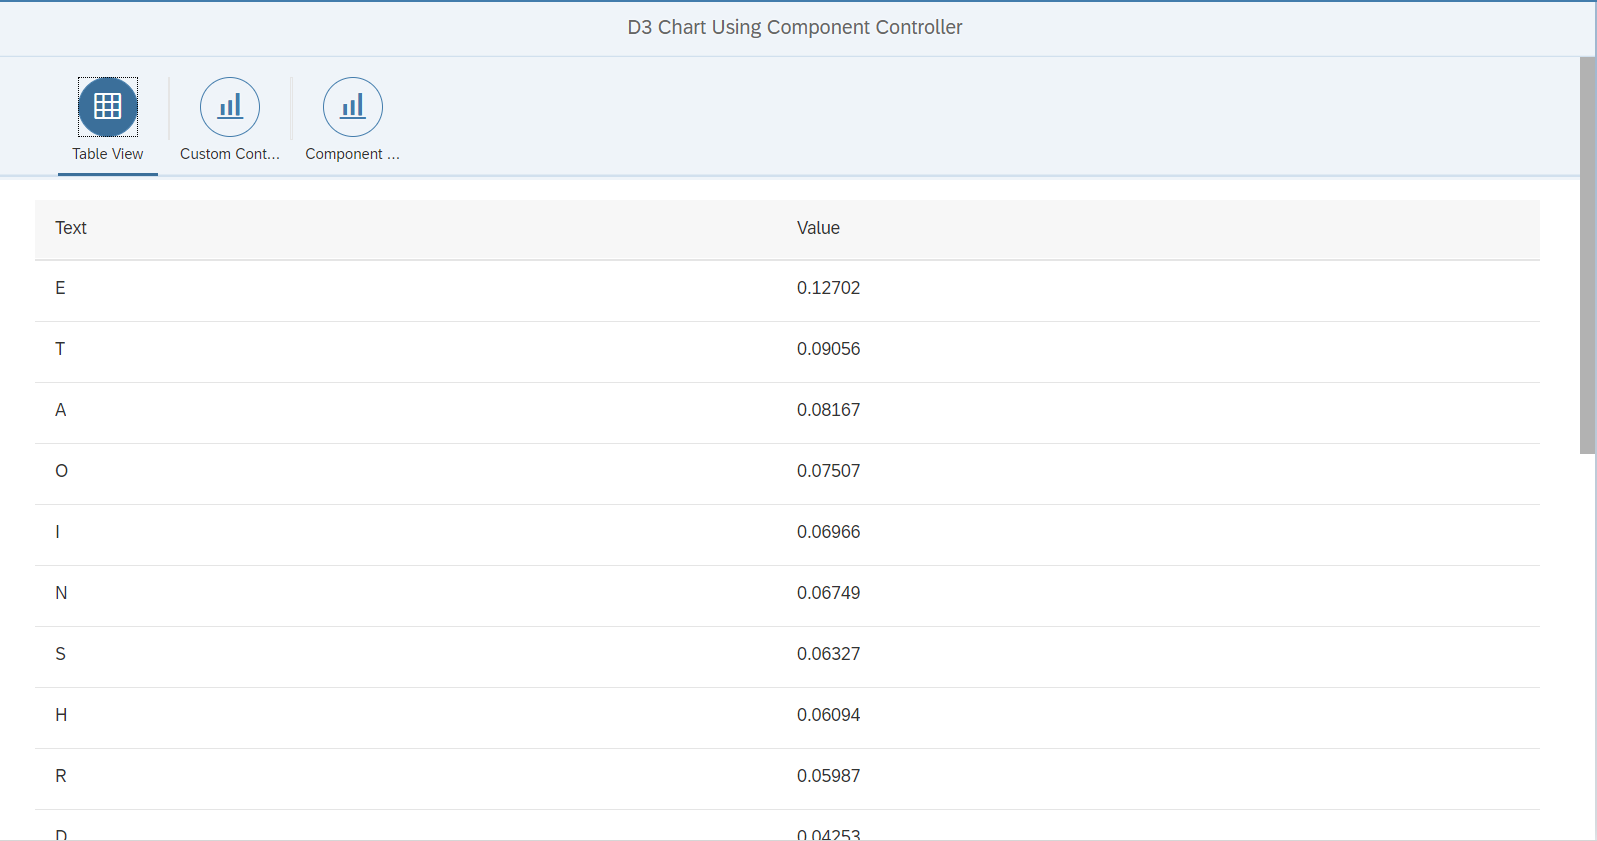 D3 Chart Using Component Controller
Table View Custom Cont... Component ...
Text Value
E 0.12702
T 0.09056
A 0.08167
O 0.07507
I 0.06966
N 0.06749
S 0.06327
H 0.06094
R 0.05987
D 0.04253